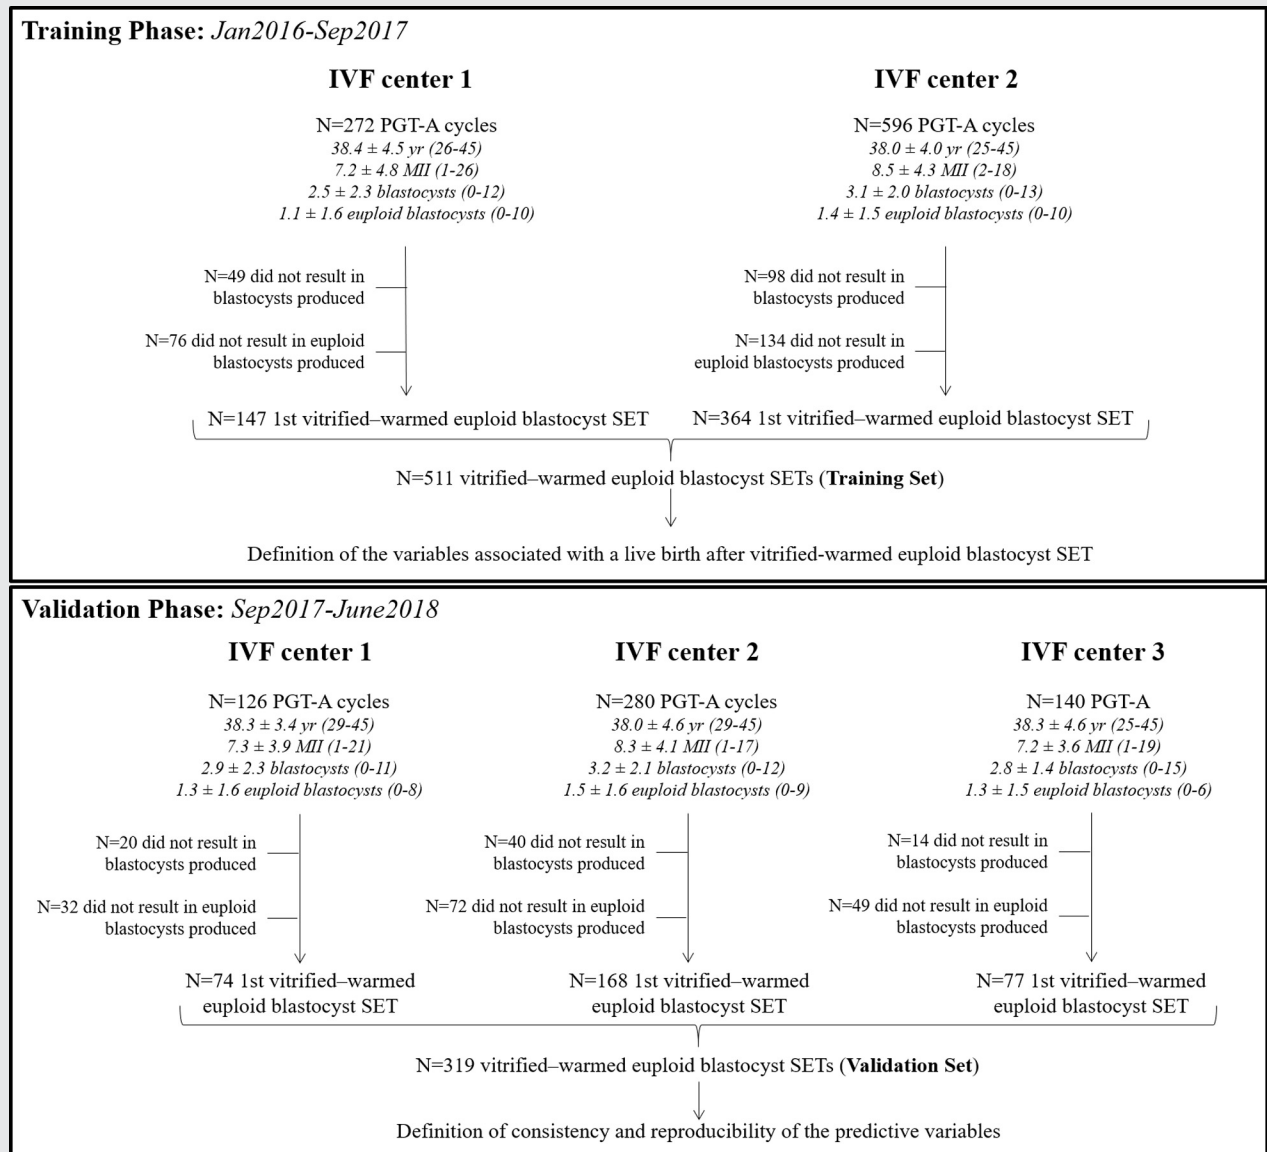 Training Phase: Jan2016-Sep2017
IVF center 1
N=272 PGT-A cycles
38.4 ± 4.5 yr (26-45)
7.2 ± 4.8 MII (1-26)
2.5 ± 2.3 blastocysts (0-12)
1.1 ± 1.6 euploid blastocysts (0-10)
N=49 did not result in
blastocysts produced
N=76 did not result in euploid
blastocysts produced
N=147 1st vitrified–warmed euploid blastocyst SET
IVF center 2
N=596 PGT-A cycles
38.0 ± 4.0 yr (25-45)
8.5 ± 4.3 MII (2-18)
3.1 ± 2.0 blastocysts (0-13)
1.4 ± 1.5 euploid blastocysts (0-10)
N=98 did not result in
blastocysts produced
N=134 did not result in
euploid blastocysts produced
N=364 1st vitrified–warmed euploid blastocyst SET
N=511 vitrified–warmed euploid blastocyst SETs (Training Set)
Definition of the variables associated with a live birth after vitrified-warmed euploid blastocyst SET
Validation Phase: Sep2017-June2018
IVF center 1
N=126 PGT-A cycles
38.3 ± 3.4 yr (29-45)
7.3 ± 3.9 MII (1-21)
2.9 ± 2.3 blastocysts (0-11)
1.3 ± 1.6 euploid blastocysts (0-8)
N=20 did not result in
blastocysts produced
N=32 did not result in euploid
blastocysts produced
N=74 1st vitrified–warmed
euploid blastocyst SET
IVF center 2
N=280 PGT-A cycles
38.0 ± 4.6 yr (29-45)
8.3 ± 4.1 MII (1-17)
3.2 ± 2.1 blastocysts (0-12)
1.5 ± 1.6 euploid blastocysts (0-9)
N=40 did not result in
blastocysts produced
N=72 did not result in euploid
blastocysts produced
N=168 1st vitrified–warmed
euploid blastocyst SET
IVF center 3
N=140 PGT-A
38.3 ± 4.6 yr (25-45)
7.2 ± 3.6 MII (1-19)
2.8 ± 1.4 blastocysts (0-15)
1.3 ± 1.5 euploid blastocysts (0-6)
N=14 did not result in
blastocysts produced
N=49 did not result in euploid
blastocysts produced
N=77 1st vitrified–warmed
euploid blastocyst SET
N=319 vitrified–warmed euploid blastocyst SETs (Validation Set)
Definition of consistency and reproducibility of the predictive variables